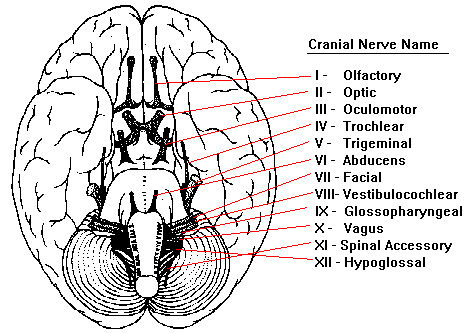 Cranial Nerve Name
I - Olfactory
II - Optic
III - Oculomotor
IV - Trochlear
V - Trigeminal
VI - Abducens
VII - Facial
VIII- Vestibulocochlear
IX - Glossopharyngeal
X - Vagus
XI - Spinal Accessory
XII - Hypoglossal